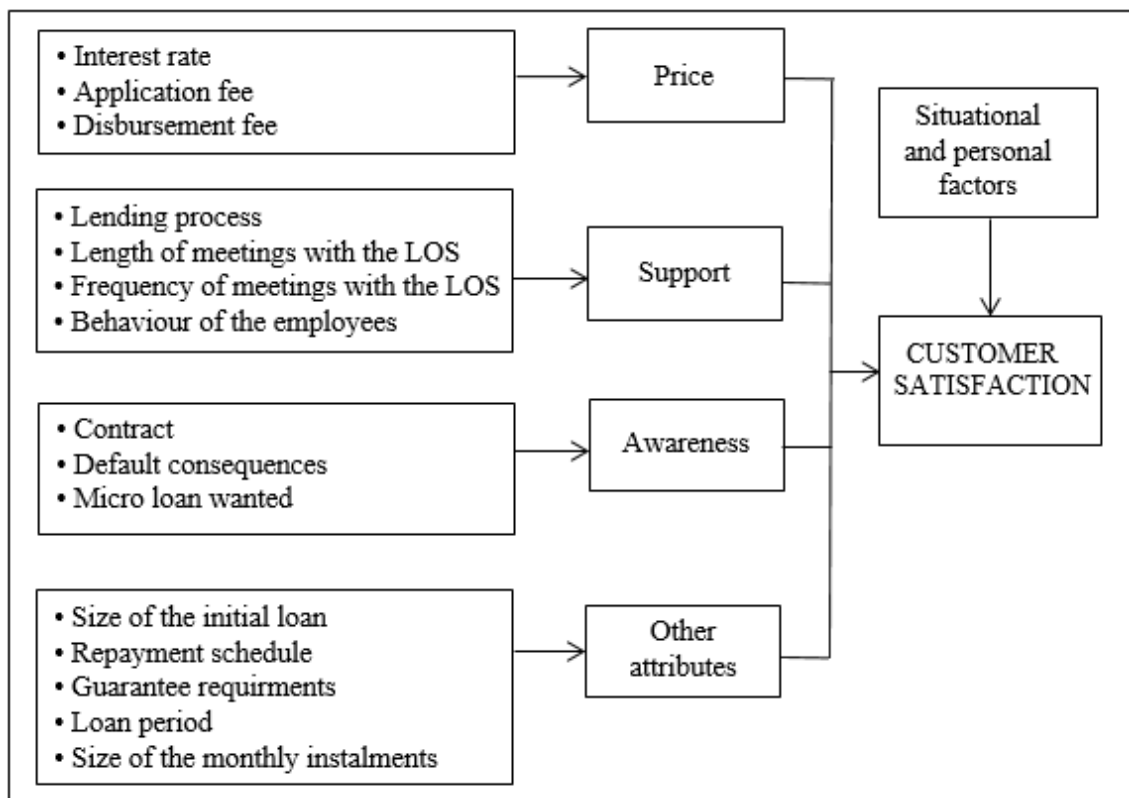 • Interest rate
• Application fee
• Disbursement fee
Price
Situational
and personal
factors
• Lending process
• Length of meetings with the LOS
• Frequency of meetings with the LOS
• Behaviour of the employees
Support
CUSTOMER
SATISFACTION
• Contract
• Default consequences
• Micro loan wanted
Awareness
• Size of the initial loan
• Repayment schedule
• Guarantee requirments
• Loan period
• Size of the monthly instalments
Other
attributes